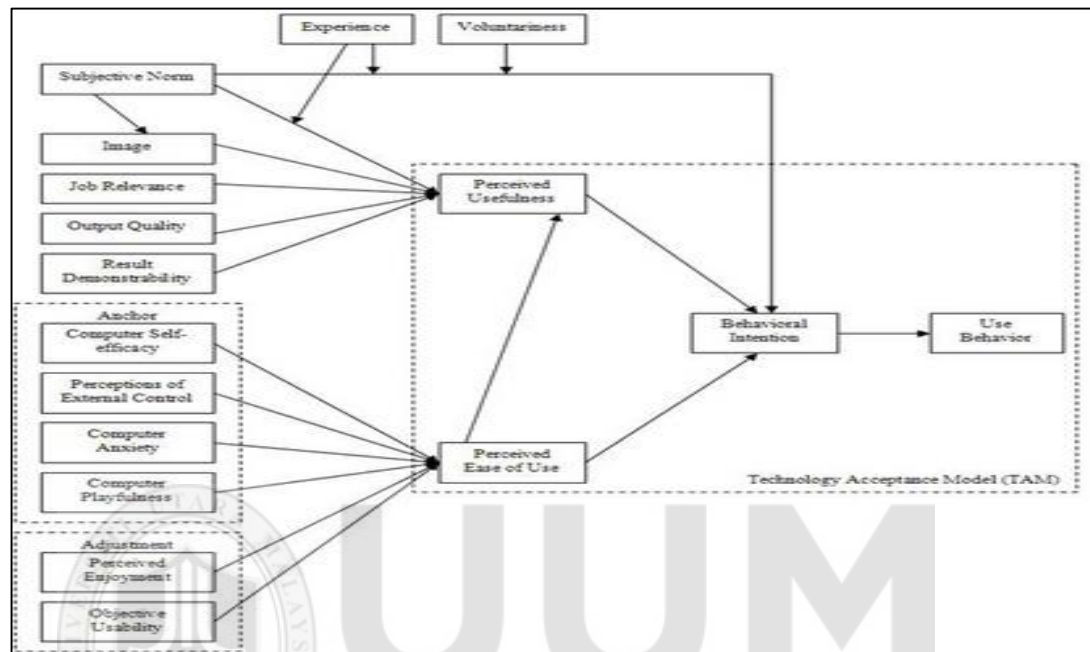 Experience
Voluntariness
Subjective Norm
Image
Job Relevance
Output Quality
Result
Demonstrability
Perceived
Usefulness
Anchor
Computer Self-
efficacy
Perceptions of
External Control
Computer
Anxiety
Computer
Playfulness
Behavioral
Intention
Use
Behavior
Perceived
Ease of Use
Technology Acceptance Model (TAM)
Adjustment
Perceived
Enjoyment
Objective
Usability
UUM